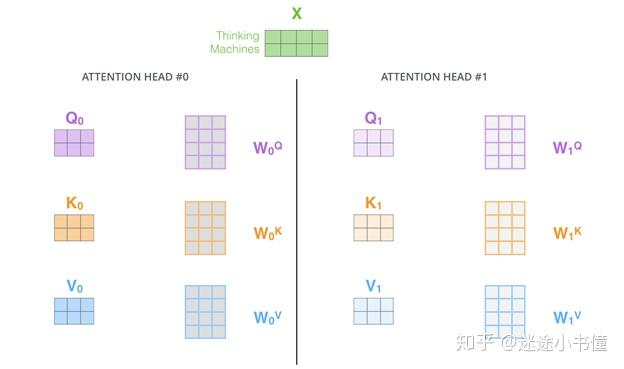 X
Thinking
Machines
ATTENTION HEAD #0
ATTENTION HEAD #1
Q₀
W₀Q
Q₁
W₁Q
K₀
W₀K
K₁
W₁K
V₀
W₀V
V₁
W₁V
知乎 @迷途小书僮